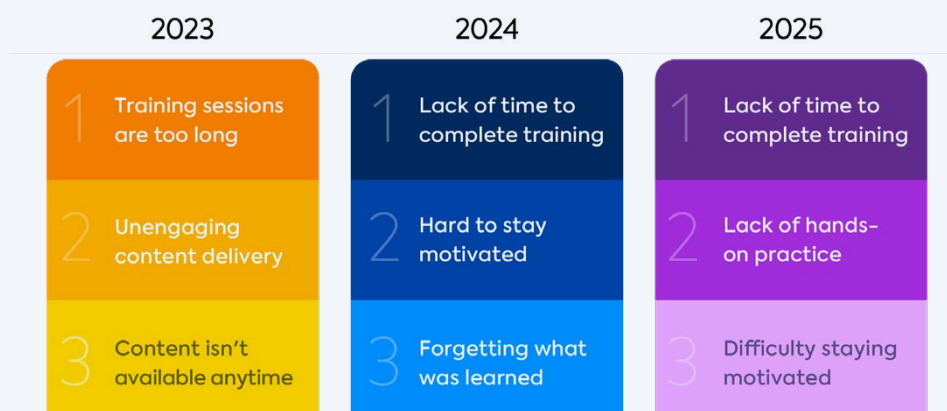 2023
2024
2025
1
Training sessions
are too long
1
Lack of time to
complete training
1
Lack of time to
complete training
2
Unengaging
content delivery
2
Hard to stay
motivated
2
Lack of hands-
on practice
3
Content isn't
available anytime
3
Forgetting what
was learned
3
Difficulty staying
motivated